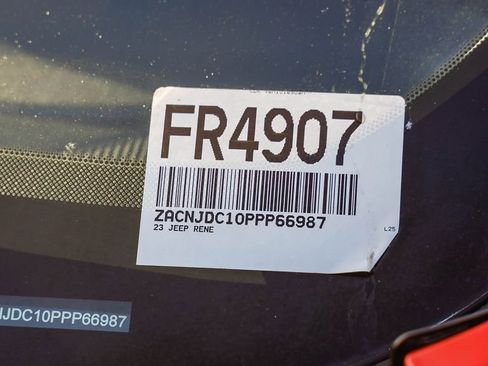 FR4907
ZACNJDC10PPP66987
23 JEEP RENE
L25
JDC10PPP66987